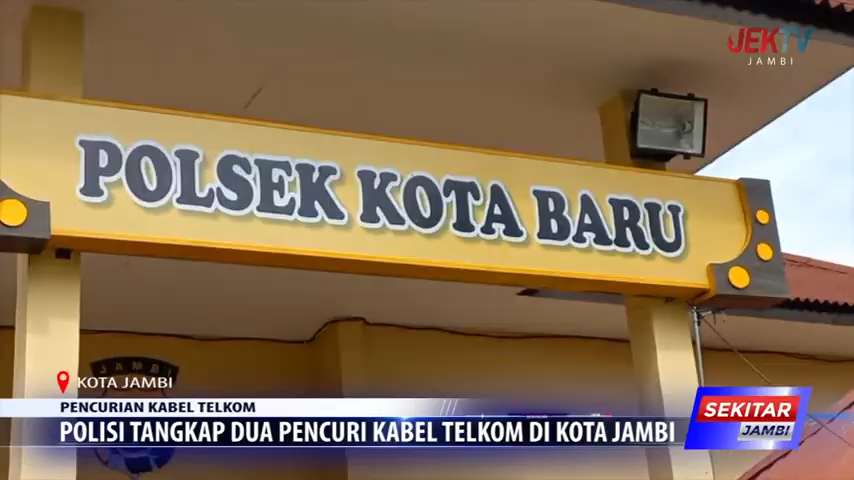 JEKTV
JAMBI
POLSEK KOTA BARU
JAMBI
KOTA JAMBI
PENCURIAN KABEL TELKOM
POLISI TANGKAP DUA PENCURI KABEL TELKOM DI KOTA JAMBI
SEKITAR
JAMBI